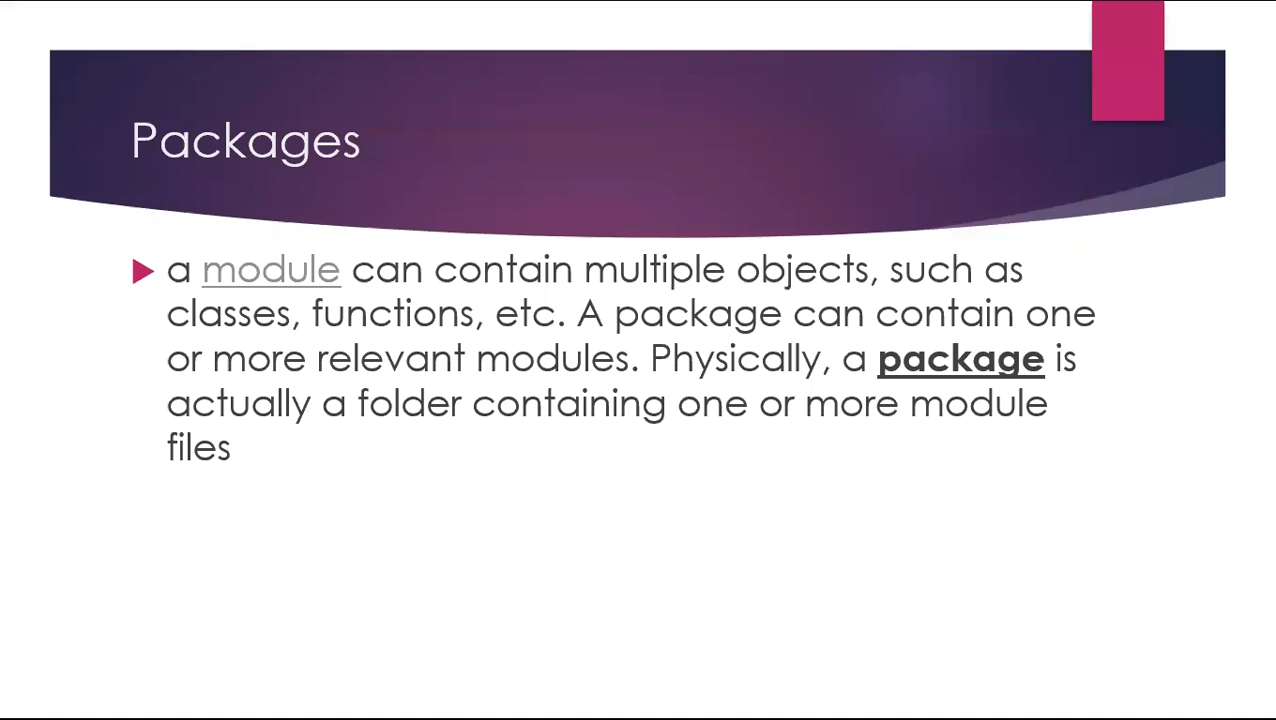 Packages
a module can contain multiple objects, such as
classes, functions, etc. A package can contain one
or more relevant modules. Physically, a package is
actually a folder containing one or more module
files